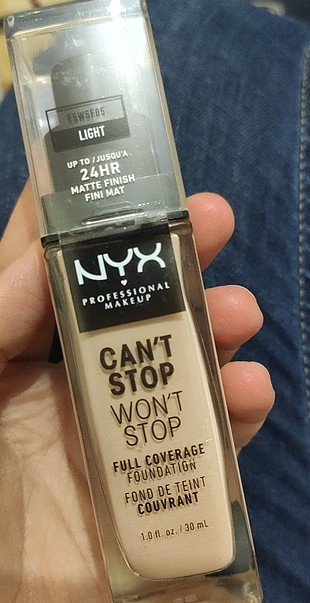 LIGHT
UP TO / JUSQU'A
24HR
MATTE FINISH
FINI MAT
NYX
PROFESSIONAL
MAKEUP
CAN'T
STOP
WON'T
STOP
FULL COVERAGE
FOUNDATION
FOND DE TEINT
COUVRANT
1.0 fl. oz. / 30 mL